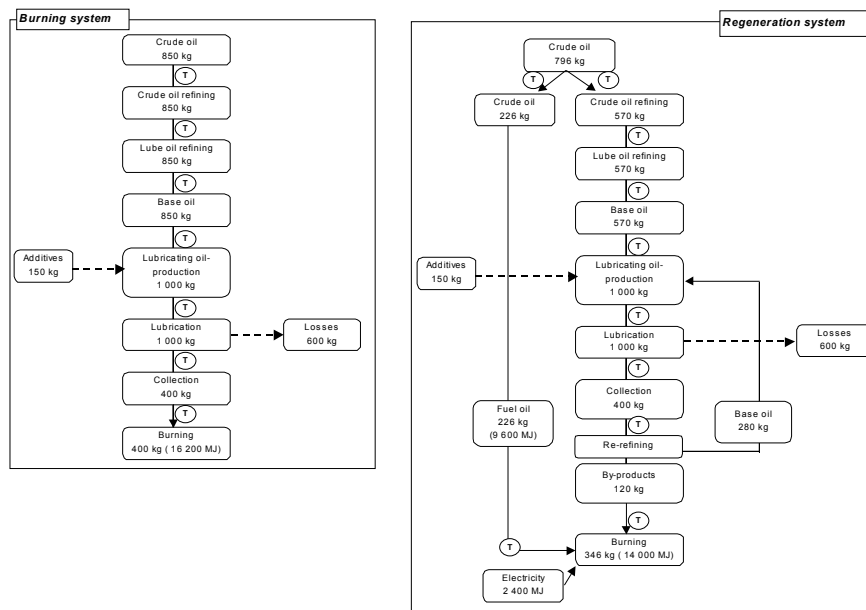 Burning system
Crude oil
850 kg
T
Crude oil refining
850 kg
T
Lube oil refining
850 kg
T
Base oil
850 kg
T
Additives
150 kg
Lubricating oil-
production
1 000 kg
T
Lubrication
1 000 kg
Losses
600 kg
T
Collection
400 kg
T
Burning
400 kg ( 16 200 MJ)
Regeneration system
Crude oil
796 kg
T
T
Crude oil
226 kg
Crude oil refining
570 kg
T
Lube oil refining
570 kg
T
Base oil
570 kg
T
Additives
150 kg
Lubricating oil-
production
1 000 kg
T
Lubrication
1 000 kg
Losses
600 kg
T
Collection
400 kg
Fuel oil
226 kg
(9 600 MJ)
Base oil
280 kg
T
Re-refining
By-products
120 kg
T
T
Burning
346 kg ( 14 000 MJ)
Electricity
2 400 MJ